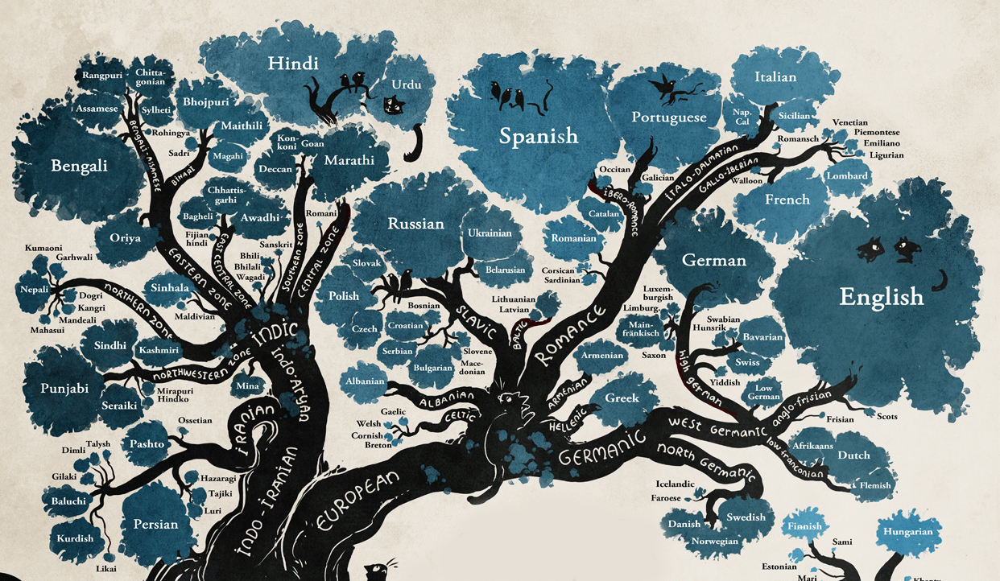 Rangpuri
Chitta-
gonian
Assamese
Sylheti
Rohingya
BENGALI-ASSAMESE
Bengali
Bhojpuri
Maithili
Sadri
Magahi
BIHARI
Hindi
Urdu
Kon-
koni
Goan
Deccan
Marathi
Chhattis-
garhi
Bagheli
Awadhi
Fijian
hindi
Oriya
EASTERN ZONE
EAST CENTRAL ZONE
Romani
Sanskrit
Bhili
Bhilali
Wagadi
SOUTHERN ZONE
CENTRAL ZONE
Kumaoni
Garhwali
Nepali
Dogri
Kangri
Mandeali
Mahasui
NORTHERN ZONE
Sinhala
Maldivian
INDIC
Sindhi
Kashmiri
NORTHWESTERN ZONE
Punjabi
Mirapuri
Hindko
Seraiki
Mina
INDO-ARYAN
Ossetian
IRANIAN
Pashto
Talysh
Dimli
Gilaki
Baluchi
Kurdish
Likai
Hazaragi
Tajiki
Luri
Persian
INDO-IRANIAN
EUROPEAN
Russian
Ukrainian
Belarusian
Slovak
Polish
Czech
Bosnian
Croatian
Serbian
Bulgarian
Slovene
Mace-
donian
SLAVIC
Lithuanian
Latvian
BALTIC
Albanian
ALBANIAN
Gaelic
Welsh
Cornish
Breton
CELTIC
Armenian
ARMENIAN
Greek
HELLENIC
Spanish
Portuguese
Occitan
Galician
Catalan
IBERO-ROMANCE
Romanian
Corsican
Sardinian
ROMANCE
Italian
Nap.
Cal
Sicilian
ITALO-DALMATIAN
GALLO-IBERIAN
Romansch
Venetian
Piemontese
Emiliano
Ligurian
Lombard
Walloon
French
German
Luxem-
burgish
Limburg.
Main-
fränkisch
Saxon
Swabian
Hunsrik
Bavarian
Swiss
Yiddish
Low
German
HIGH GERMAN
English
ANGLO-FRISIAN
Frisian
Scots
GERMANIC
WEST GERMANIC
LOW FRANCONIAN
Afrikaans
Dutch
Flemish
NORTH GERMANIC
Icelandic
Faroese
Danish
Swedish
Norwegian
Finnish
Sami
Estonian
Mari
Hungarian
Khanty